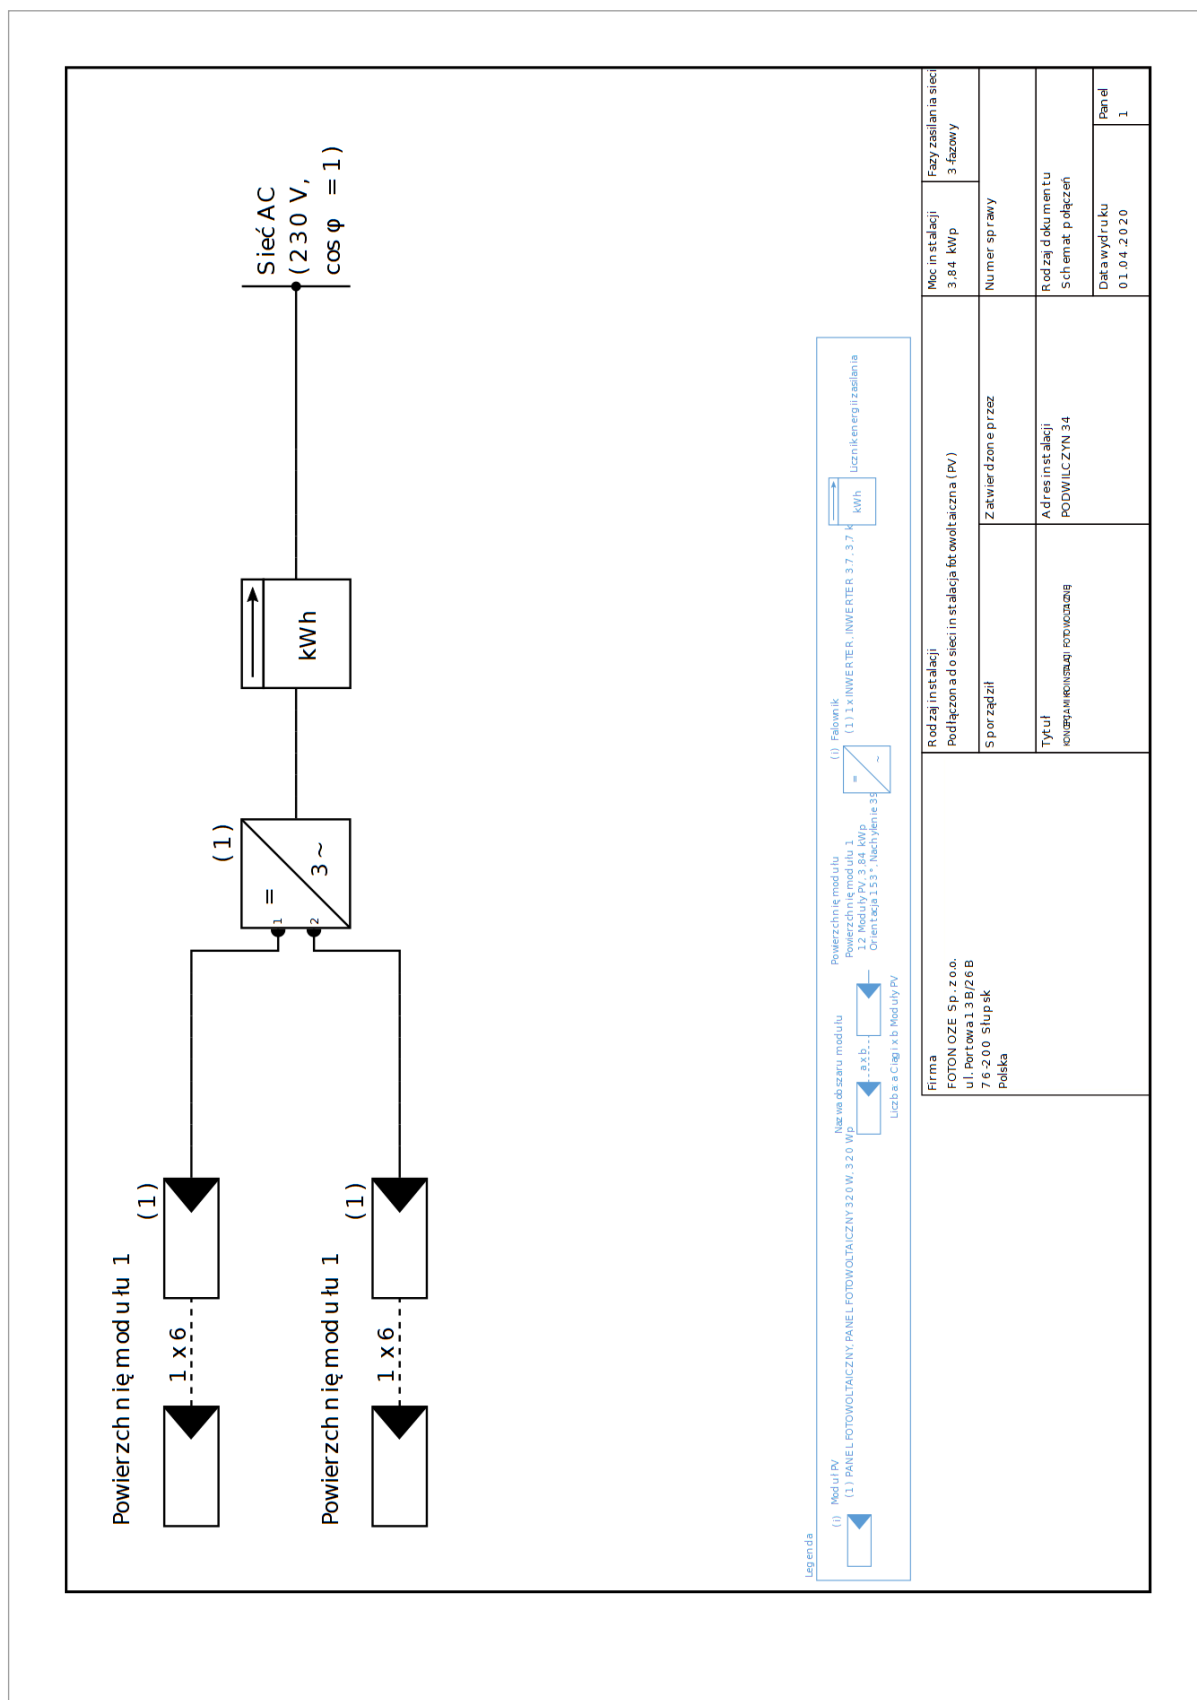 Powierzchnię modułu 1
1 x 6
(1)
Powierzchnię modułu 1
1 x 6
(1)
(1)
=
3 ~
1
2
kWh
Sieć AC
(230 V,
cos φ = 1)
Legenda
(i) Moduł PV
(1) PANEL FOTOWOLTAICZNY, PANEL FOTOWOLTAICZNY 320 W, 320 Wp
Nazwa obszaru modułu
a x b
Liczba: a Ciągi x b Moduły PV
Powierzchnię modułu
Powierzchnię modułu 1
12 Moduły PV, 3,84 kWp
Orientacja 153°, Nachylenie 35
=
~
(i) Falownik
(1) 1 x INWERTER, INWERTER 3.7, 3,7 k
kWh
Licznik energii zasilania
Firma
FOTON OZE Sp. z o.o.
ul. Portowa 13B/26B
76-200 Słupsk
Polska
Rodzaj instalacji
Podłączona do sieci instalacja fotowoltaiczna (PV)
Moc instalacji
3,84 kWp
Fazy zasilania sieci
3-fazowy
Sporządził
Zatwierdzone przez
Numer sprawy
Tytuł
KONCEPCJA MIKROINSTALACJI FOTOWOLTAICZNEJ
Adres instalacji
PODWILCZYN 34
Rodzaj dokumentu
Schemat połączeń
Data wydruku
01.04.2020
Panel
1